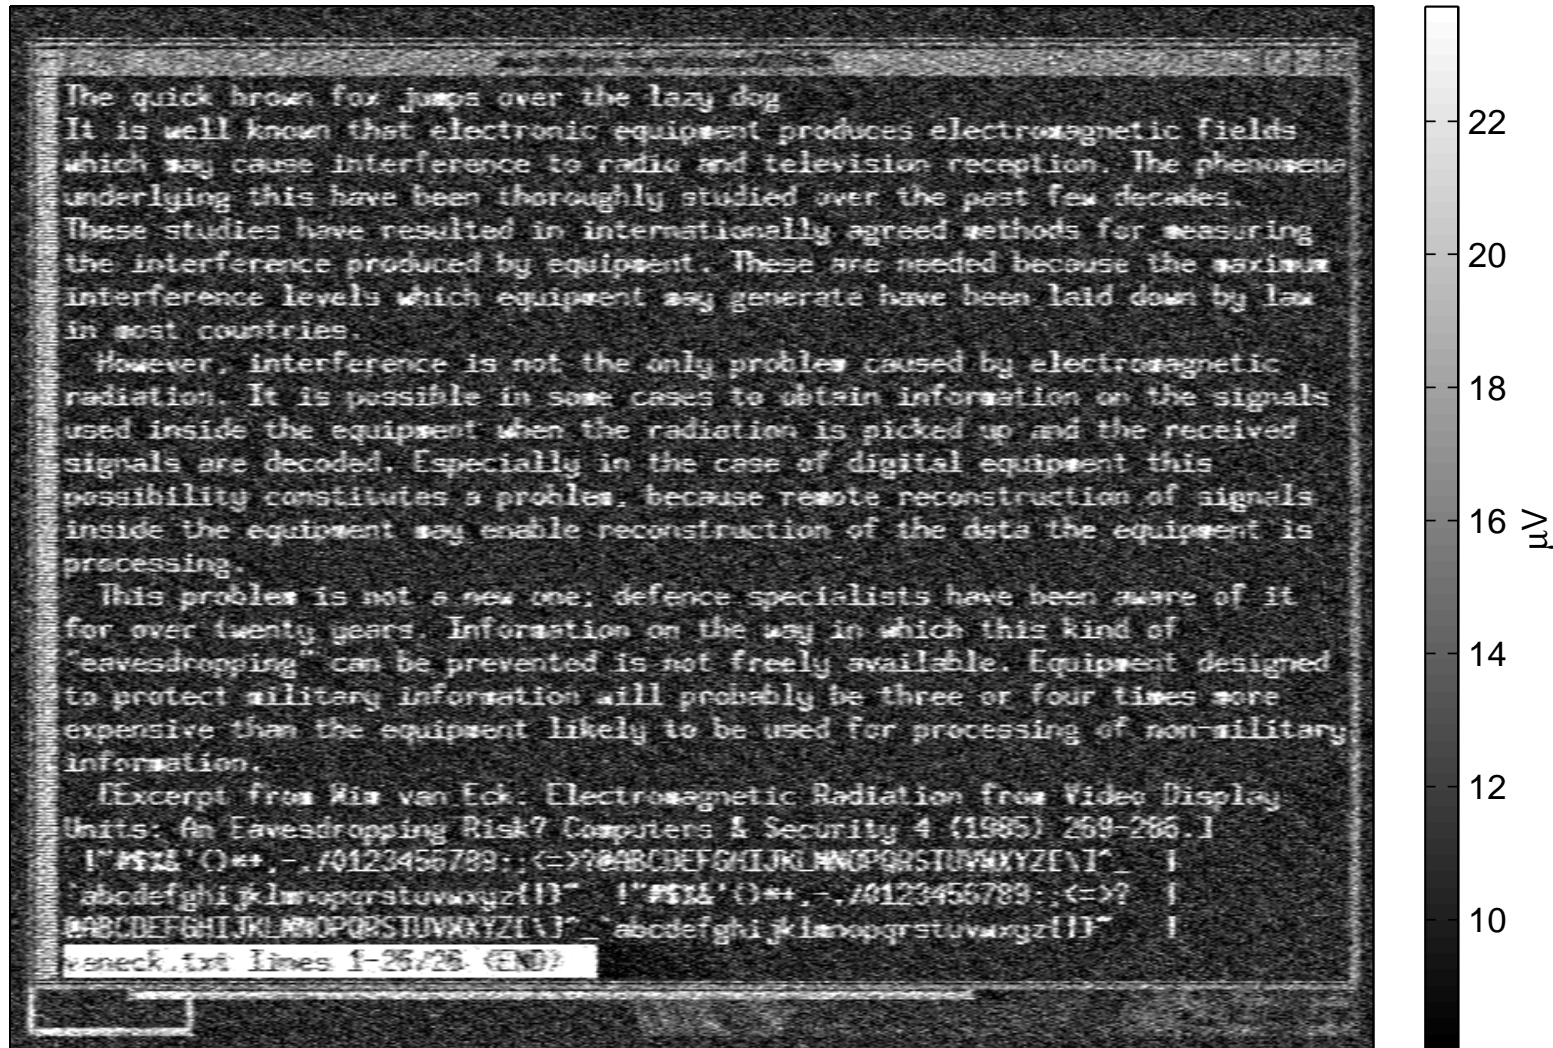 The quick brown fox jumps over the lazy dog
It is well known that electronic equipment produces electromagnetic fields
which may cause interference to radio and television reception. The phenomena
underlying this have been thoroughly studied over the past few decades.
These studies have resulted in internationally agreed methods for measuring
the interference produced by equipment. These are needed because the maximum
interference levels which equipment may generate have been laid down by law
in most countries.
However, interference is not the only problem caused by electromagnetic
radiation. It is possible in some cases to obtain information on the signals
used inside the equipment when the radiation is picked up and the received
signals are decoded. Especially in the case of digital equipment this
possibility constitutes a problem, because remote reconstruction of signals
inside the equipment may enable reconstruction of the data the equipment is
processing.
This problem is not a new one; defence specialists have been aware of it
for over twenty years. Information on the way in which this kind of
"eavesdropping" can be prevented is not freely available. Equipment designed
to protect military information will probably be three or four times more
expensive than the equipment likely to be used for processing of non-military
information.
[Excerpt from Wim van Eck. Electromagnetic Radiation from Video Display
Units: An Eavesdropping Risk? Computers & Security 4 (1985) 269-286.]
!"#$%&'()*+,-./0123456789:;<=>?@ABCDEFGHIJKLMNOPQRSTUVWXYZ[\]^_ |
`abcdefghijklmnopqrstuvwxyz{|}~ !"#$%&'()*+,-./0123456789:;<=>? |
@ABCDEFGHIJKLMNOPQRSTUVWXYZ[\]^_`abcdefghijklmnopqrstuvwxyz{|}~ |
vaneck.txt lines 1-26/26 (END)
22
20
18
16
14
12
10
µV